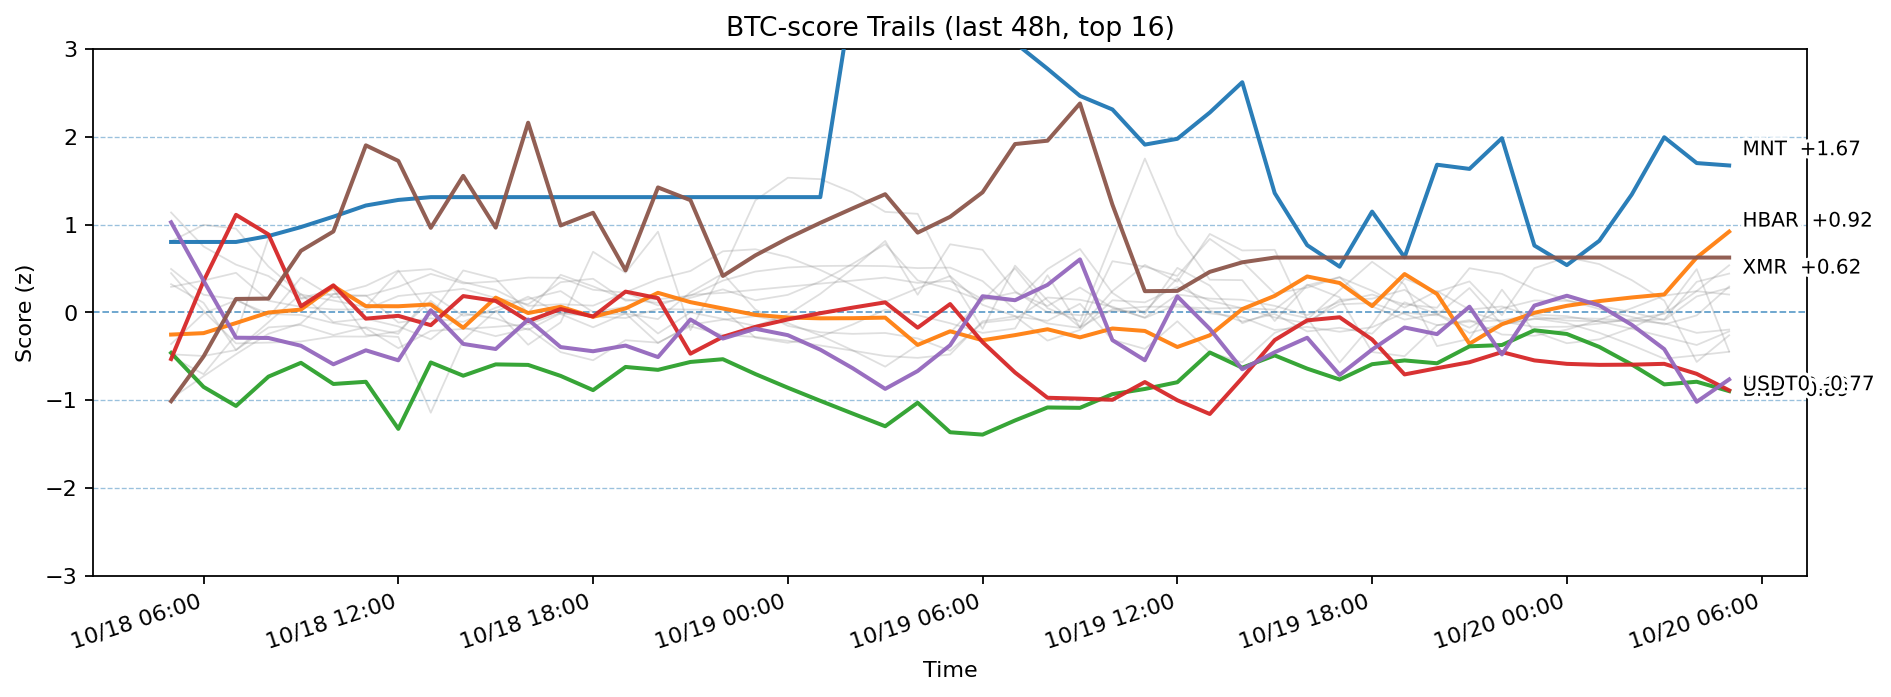 BTC-score Trails (last 48h, top 16)
Score (z)
3
2
1
0
−1
−2
−3
MNT +1.67
HBAR +0.92
XMR +0.62
USDT0 -0.77
10/18 06:00
10/18 12:00
10/18 18:00
10/19 00:00
10/19 06:00
10/19 12:00
10/19 18:00
10/20 00:00
10/20 06:00
Time